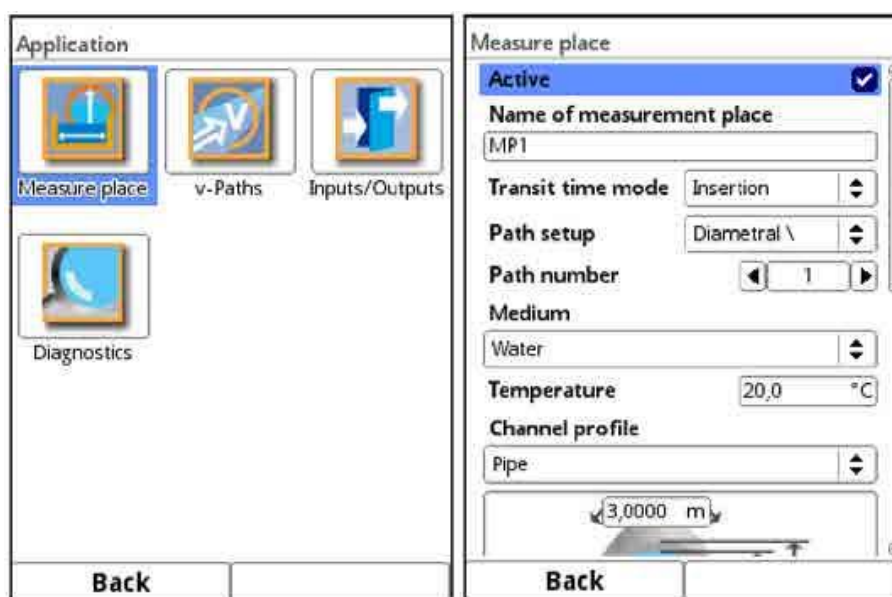 Application
Measure place
v-Paths
Inputs/Outputs
Diagnostics
Back
Measure place
Active
Name of measurement place
MP1
Transit time mode Insertion
Path setup Diametral \
Path number 1
Medium
Water
Temperature 20,0 °C
Channel profile
Pipe
3,0000 m
Back